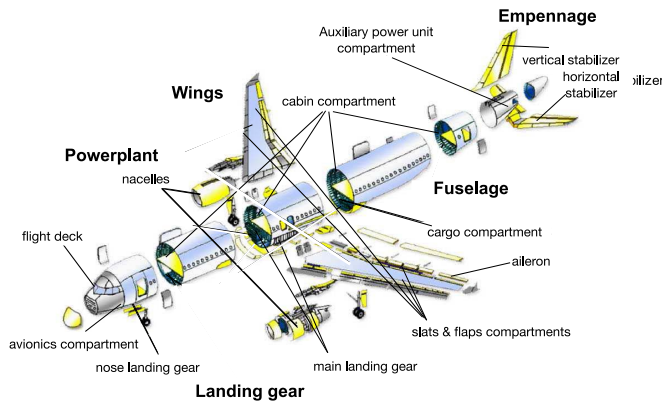 Empennage
Auxiliary power unit
compartment
vertical stabilizer
horizontal
stabilizer
ilizer
Wings
cabin compartment
Powerplant
nacelles
Fuselage
cargo compartment
flight deck
aileron
avionics compartment
slats & flaps compartments
nose landing gear
main landing gear
Landing gear